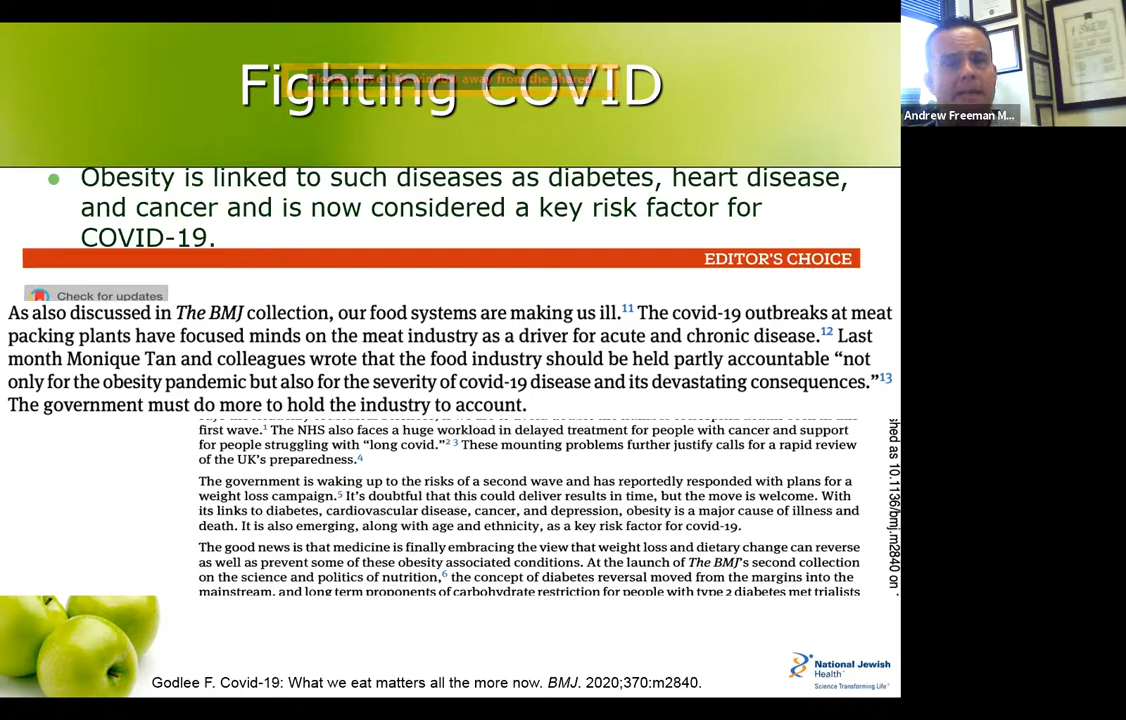 Fighting COVID
Please move this window away from the shared
Andrew Freeman M...
Obesity is linked to such diseases as diabetes, heart disease,
and cancer and is now considered a key risk factor for
COVID-19.
EDITOR'S CHOICE
Check for updates
As also discussed in The BMJ collection, our food systems are making us ill.11 The covid-19 outbreaks at meat
packing plants have focused minds on the meat industry as a driver for acute and chronic disease.12 Last
month Monique Tan and colleagues wrote that the food industry should be held partly accountable “not
only for the obesity pandemic but also for the severity of covid-19 disease and its devastating consequences.”13
The government must do more to hold the industry to account.
first wave.1 The NHS also faces a huge workload in delayed treatment for people with cancer and support
for people struggling with “long covid.”2 3 These mounting problems further justify calls for a rapid review
of the UK's preparedness.4
The government is waking up to the risks of a second wave and has reportedly responded with plans for a
weight loss campaign.5 It's doubtful that this could deliver results in time, but the move is welcome. With
its links to diabetes, cardiovascular disease, cancer, and depression, obesity is a major cause of illness and
death. It is also emerging, along with age and ethnicity, as a key risk factor for covid-19.
The good news is that medicine is finally embracing the view that weight loss and dietary change can reverse
as well as prevent some of these obesity associated conditions. At the launch of The BMJ's second collection
on the science and politics of nutrition,6 the concept of diabetes reversal moved from the margins into the
mainstream, and long term proponents of carbohydrate restriction for people with type 2 diabetes met trialists
shed as 10.1136/bmj.m2840 on
Godlee F. Covid-19: What we eat matters all the more now. BMJ. 2020;370:m2840.
National Jewish
Health
Science Transforming Life